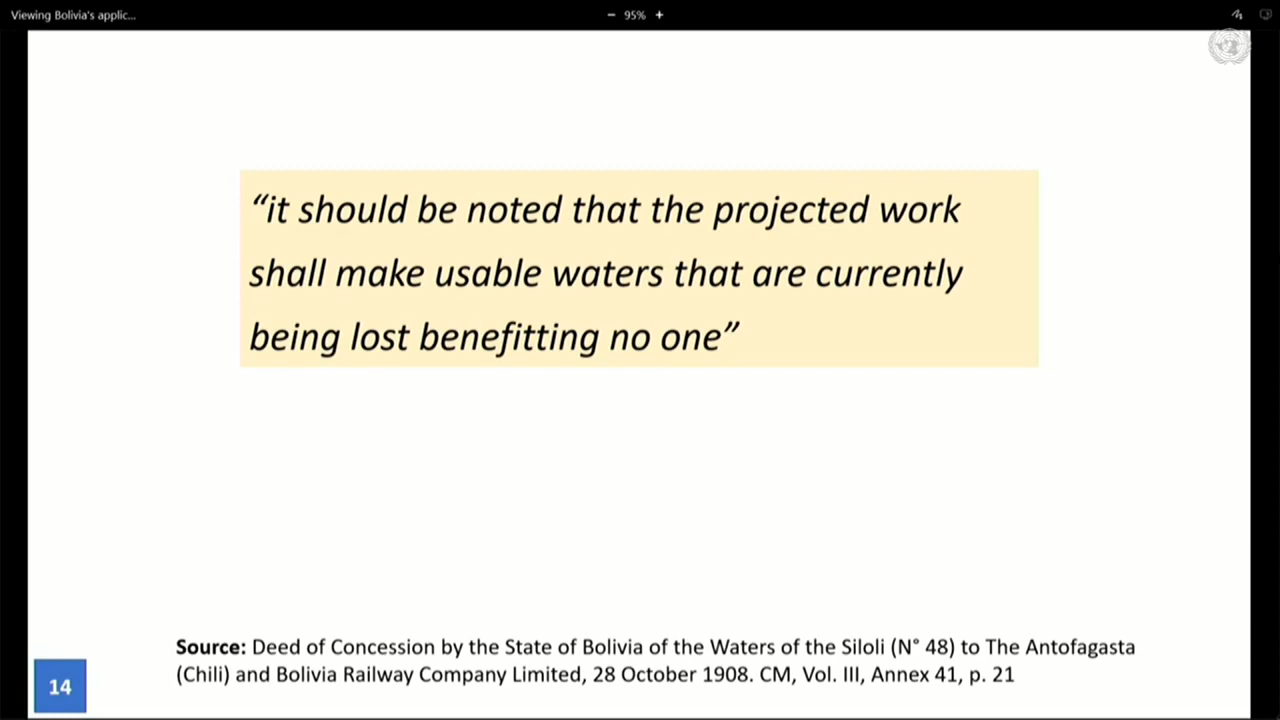 Viewing Bolivia's applic...
95%
“it should be noted that the projected work
shall make usable waters that are currently
being lost benefitting no one”
Source: Deed of Concession by the State of Bolivia of the Waters of the Siloli (N° 48) to The Antofagasta
(Chili) and Bolivia Railway Company Limited, 28 October 1908. CM, Vol. III, Annex 41, p. 21
14